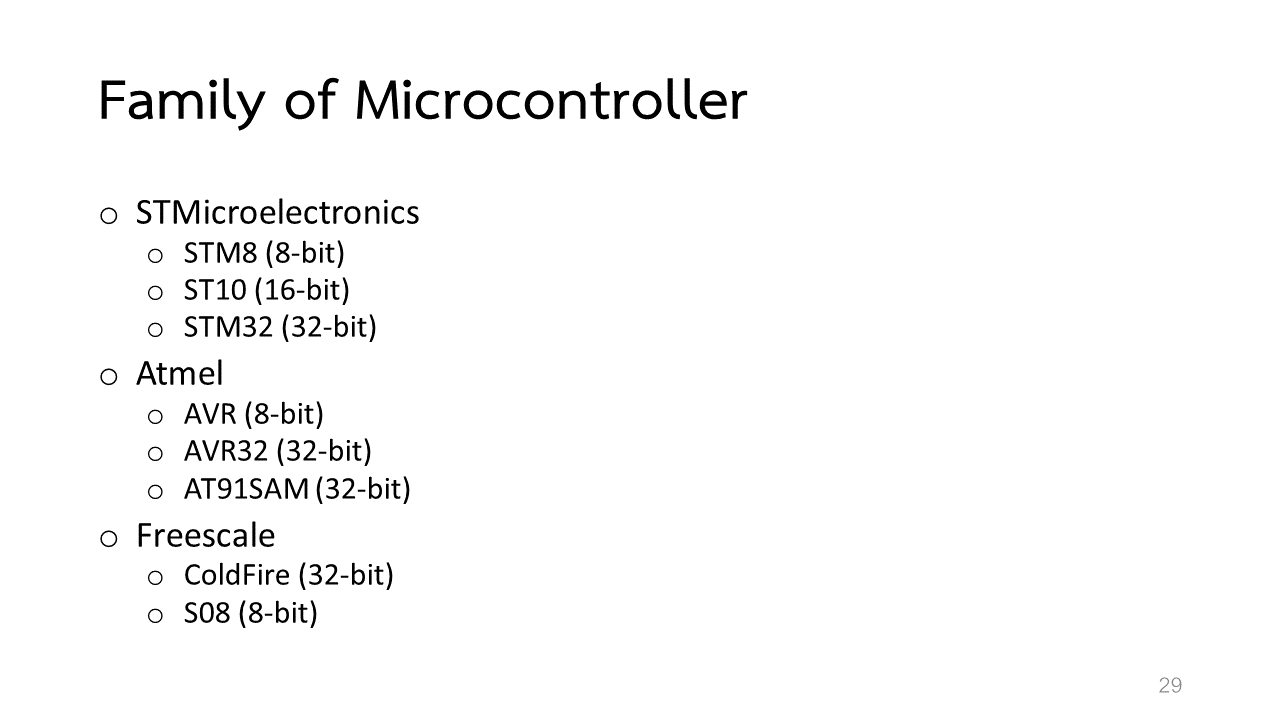 Family of Microcontroller
o STMicroelectronics
o STM8 (8-bit)
o ST10 (16-bit)
o STM32 (32-bit)
o Atmel
o AVR (8-bit)
o AVR32 (32-bit)
o AT91SAM (32-bit)
o Freescale
o ColdFire (32-bit)
o S08 (8-bit)
29